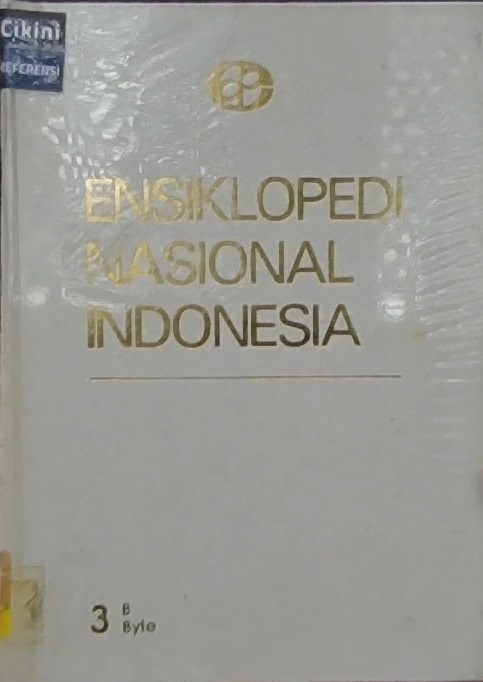 Cikini
REFERENSI
ENSIKLOPEDI
NASIONAL
INDONESIA
3 B
Byte